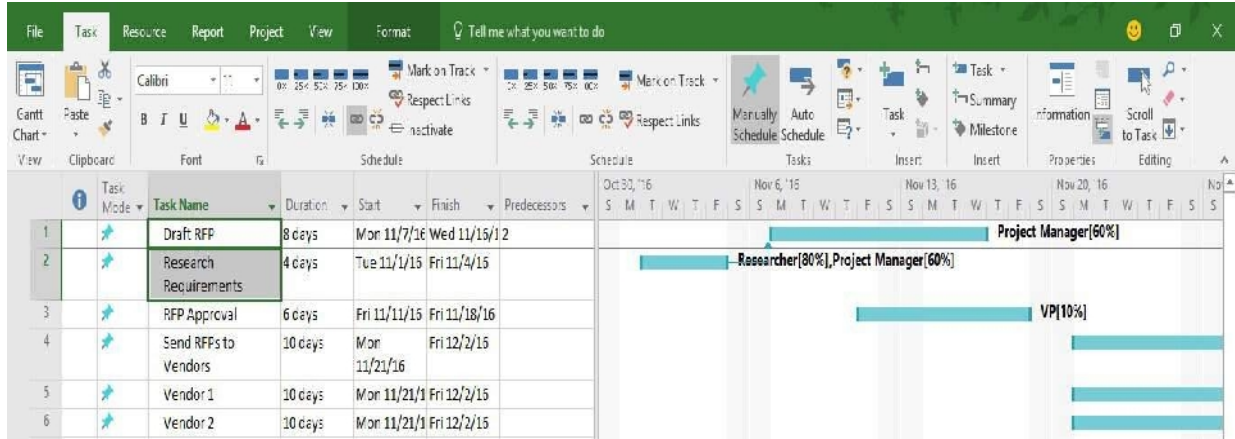 File Task Resource Report Project View Format Tell me what you want to do
Calibri
Mark on Track
Respect Links
Inactivate
Mark on Track
Respect Links
Gantt Chart
Paste
B I U
Manually Schedule
Auto Schedule
Task
Task
Summary
Milestone
Information
Scroll to Task
View Clipboard Font Schedule Schedule Tasks Insert Insert Properties Editing
Oct 30, '16 Nov 6, '16 Nov 13, '16 Nov 20, '16
Task Mode Task Name Duration Start Finish Predecessors
S M T W T F S S M T W T F S S M T W T F S S M T W T F S S
1 Draft RFP 8 days Mon 11/7/16 Wed 11/16/1 2
Project Manager[60%]
2 Research Requirements 4 days Tue 11/1/16 Fri 11/4/16
Researcher[80%],Project Manager[60%]
3 RFP Approval 6 days Fri 11/11/16 Fri 11/18/16
VP[10%]
4 Send RFPs to Vendors 10 days Mon 11/21/16 Fri 12/2/16
5 Vendor 1 10 days Mon 11/21/1 Fri 12/2/16
6 Vendor 2 10 days Mon 11/21/1 Fri 12/2/16